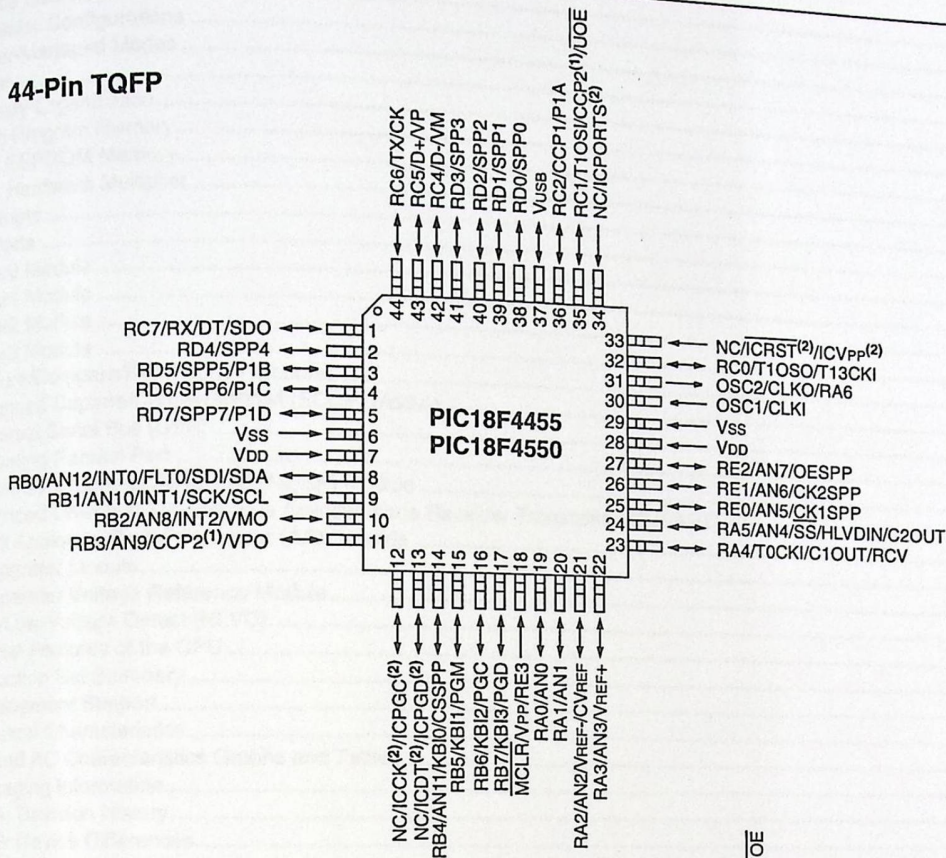 44-Pin TQFP
RC6/TX/CK
RC5/D+/VP
RC4/D-/VM
RD3/SPP3
RD2/SPP2
RD1/SPP1
RD0/SPP0
VUSB
RC2/CCP1/P1A
RC1/T1OSI/CCP2(1)/UOE
NC/ICPORTS(2)
44 43 42 41 40 39 38 37 36 35 34
RC7/RX/DT/SDO 1
RD4/SPP4 2
RD5/SPP5/P1B 3
RD6/SPP6/P1C 4
RD7/SPP7/P1D 5
VSS 6
VDD 7
RB0/AN12/INT0/FLT0/SDI/SDA 8
RB1/AN10/INT1/SCK/SCL 9
RB2/AN8/INT2/VMO 10
RB3/AN9/CCP2(1)/VPO 11
PIC18F4455
PIC18F4550
33 NC/ICRST(2)/ICVPP(2)
32 RC0/T1OSO/T13CKI
31 OSC2/CLKO/RA6
30 OSC1/CLKI
29 VSS
28 VDD
27 RE2/AN7/OESPP
26 RE1/AN6/CK2SPP
25 RE0/AN5/CK1SPP
24 RA5/AN4/SS/HLVDIN/C2OUT
23 RA4/T0CKI/C1OUT/RCV
12 13 14 15 16 17 18 19 20 21 22
NC/ICCK(2)/ICPGC(2)
NC/ICDT(2)/ICPGD(2)
RB4/AN11/KBI0/CSSPP
RB5/KBI1/PGM
RB6/KBI2/PGC
RB7/KBI3/PGD
MCLR/VPP/RE3
RA0/AN0
RA1/AN1
RA2/AN2/VREF-/CVREF
RA3/AN3/VREF+
OE